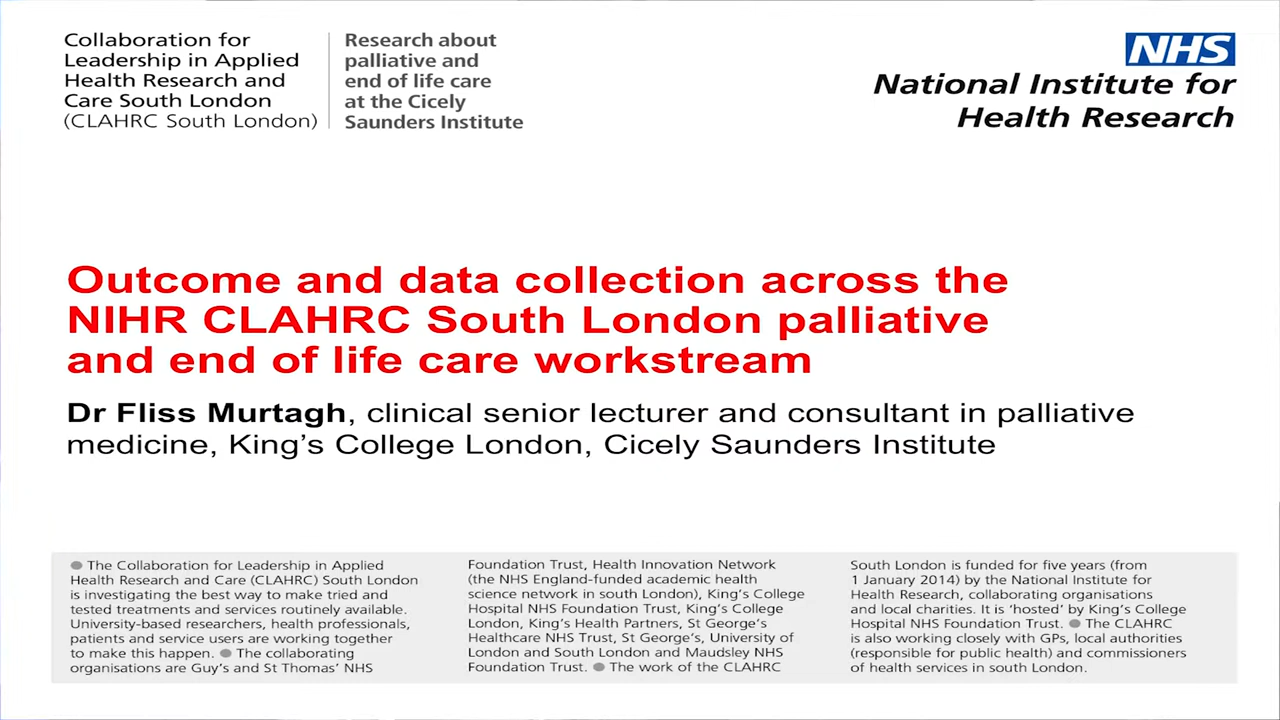 Collaboration for
Leadership in Applied
Health Research and
Care South London
(CLAHRC South London)
Research about
palliative and
end of life care
at the Cicely
Saunders Institute
NHS
National Institute for
Health Research
Outcome and data collection across the
NIHR CLAHRC South London palliative
and end of life care workstream
Dr Fliss Murtagh, clinical senior lecturer and consultant in palliative
medicine, King's College London, Cicely Saunders Institute
● The Collaboration for Leadership in Applied
Health Research and Care (CLAHRC) South London
is investigating the best way to make tried and
tested treatments and services routinely available.
University-based researchers, health professionals,
patients and service users are working together
to make this happen. ● The collaborating
organisations are Guy's and St Thomas' NHS
Foundation Trust, Health Innovation Network
(the NHS England-funded academic health
science network in south London), King's College
Hospital NHS Foundation Trust, King's College
London, King's Health Partners, St George's
Healthcare NHS Trust, St George's, University of
London and South London and Maudsley NHS
Foundation Trust. ● The work of the CLAHRC
South London is funded for five years (from
1 January 2014) by the National Institute for
Health Research, collaborating organisations
and local charities. It is 'hosted' by King's College
Hospital NHS Foundation Trust. ● The CLAHRC
is also working closely with GPs, local authorities
(responsible for public health) and commissioners
of health services in south London.